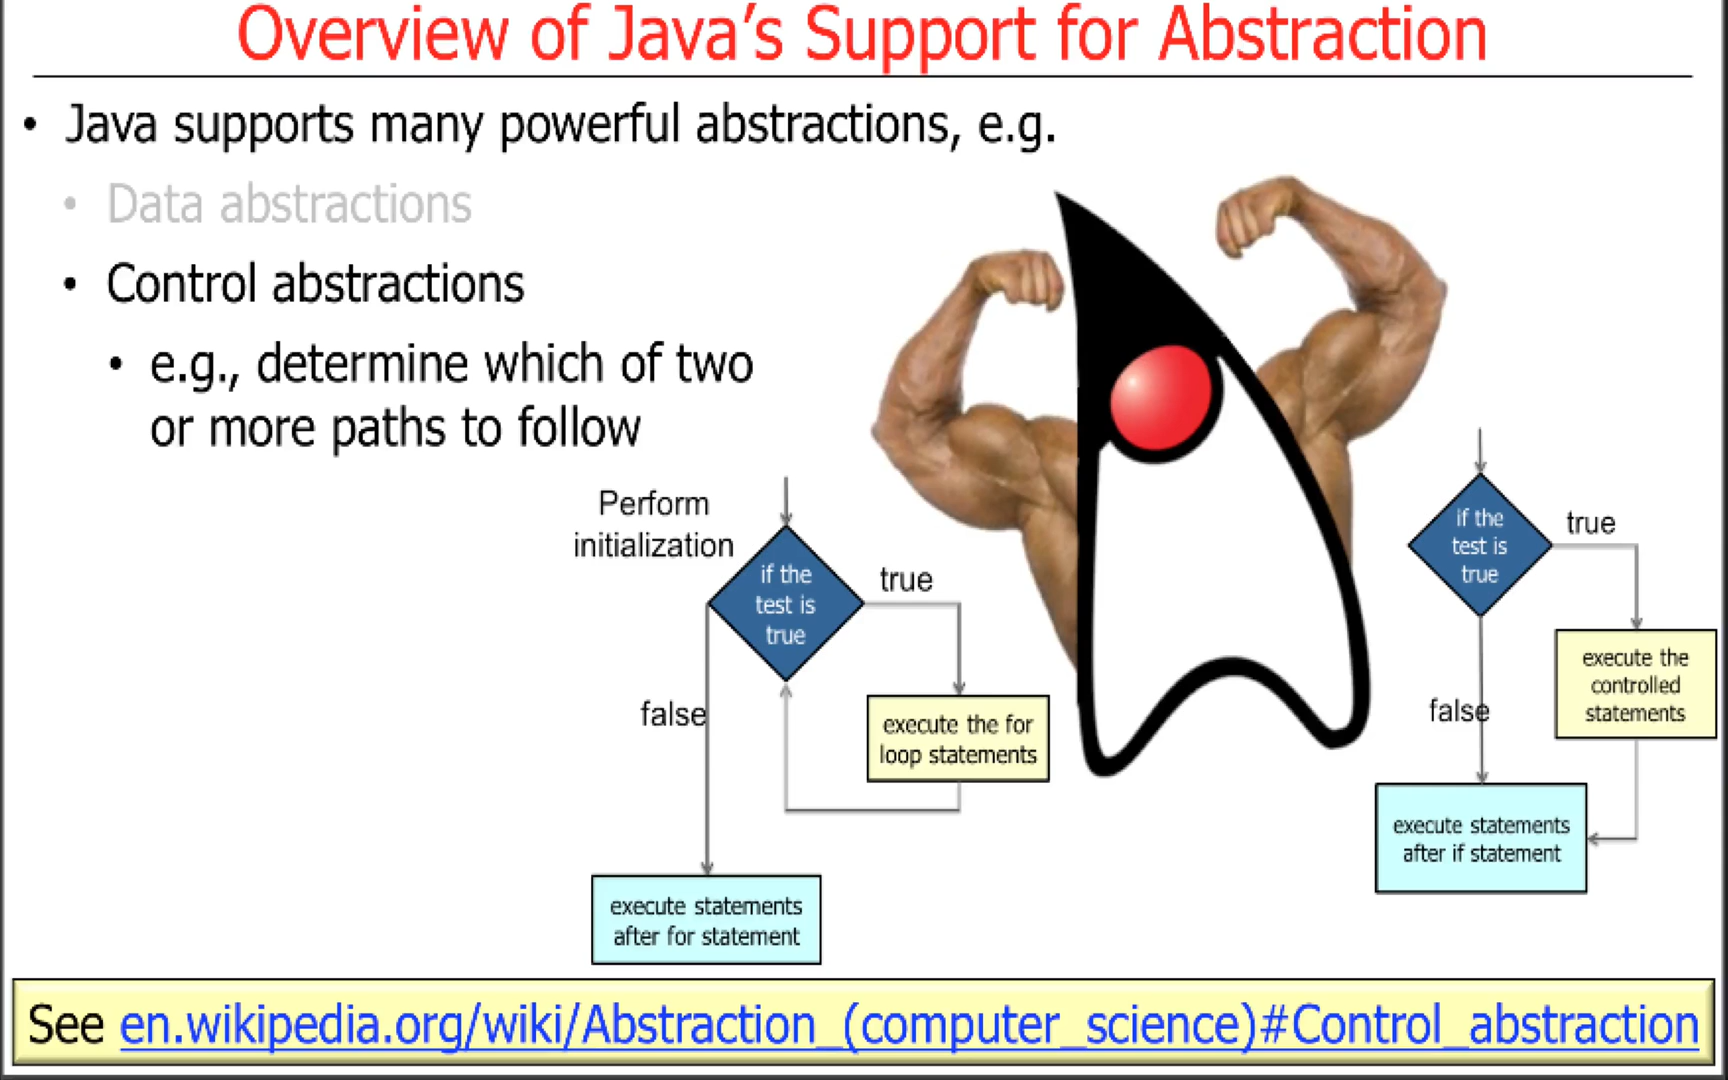 Overview of Java's Support for Abstraction
• Java supports many powerful abstractions, e.g.
• Data abstractions
• Control abstractions
• e.g., determine which of two
or more paths to follow
Perform
initialization
if the
test is
true
true
false
execute the for
loop statements
execute statements
after for statement
if the
test is
true
true
false
execute the
controlled
statements
execute statements
after if statement
See en.wikipedia.org/wiki/Abstraction_(computer_science)#Control_abstraction